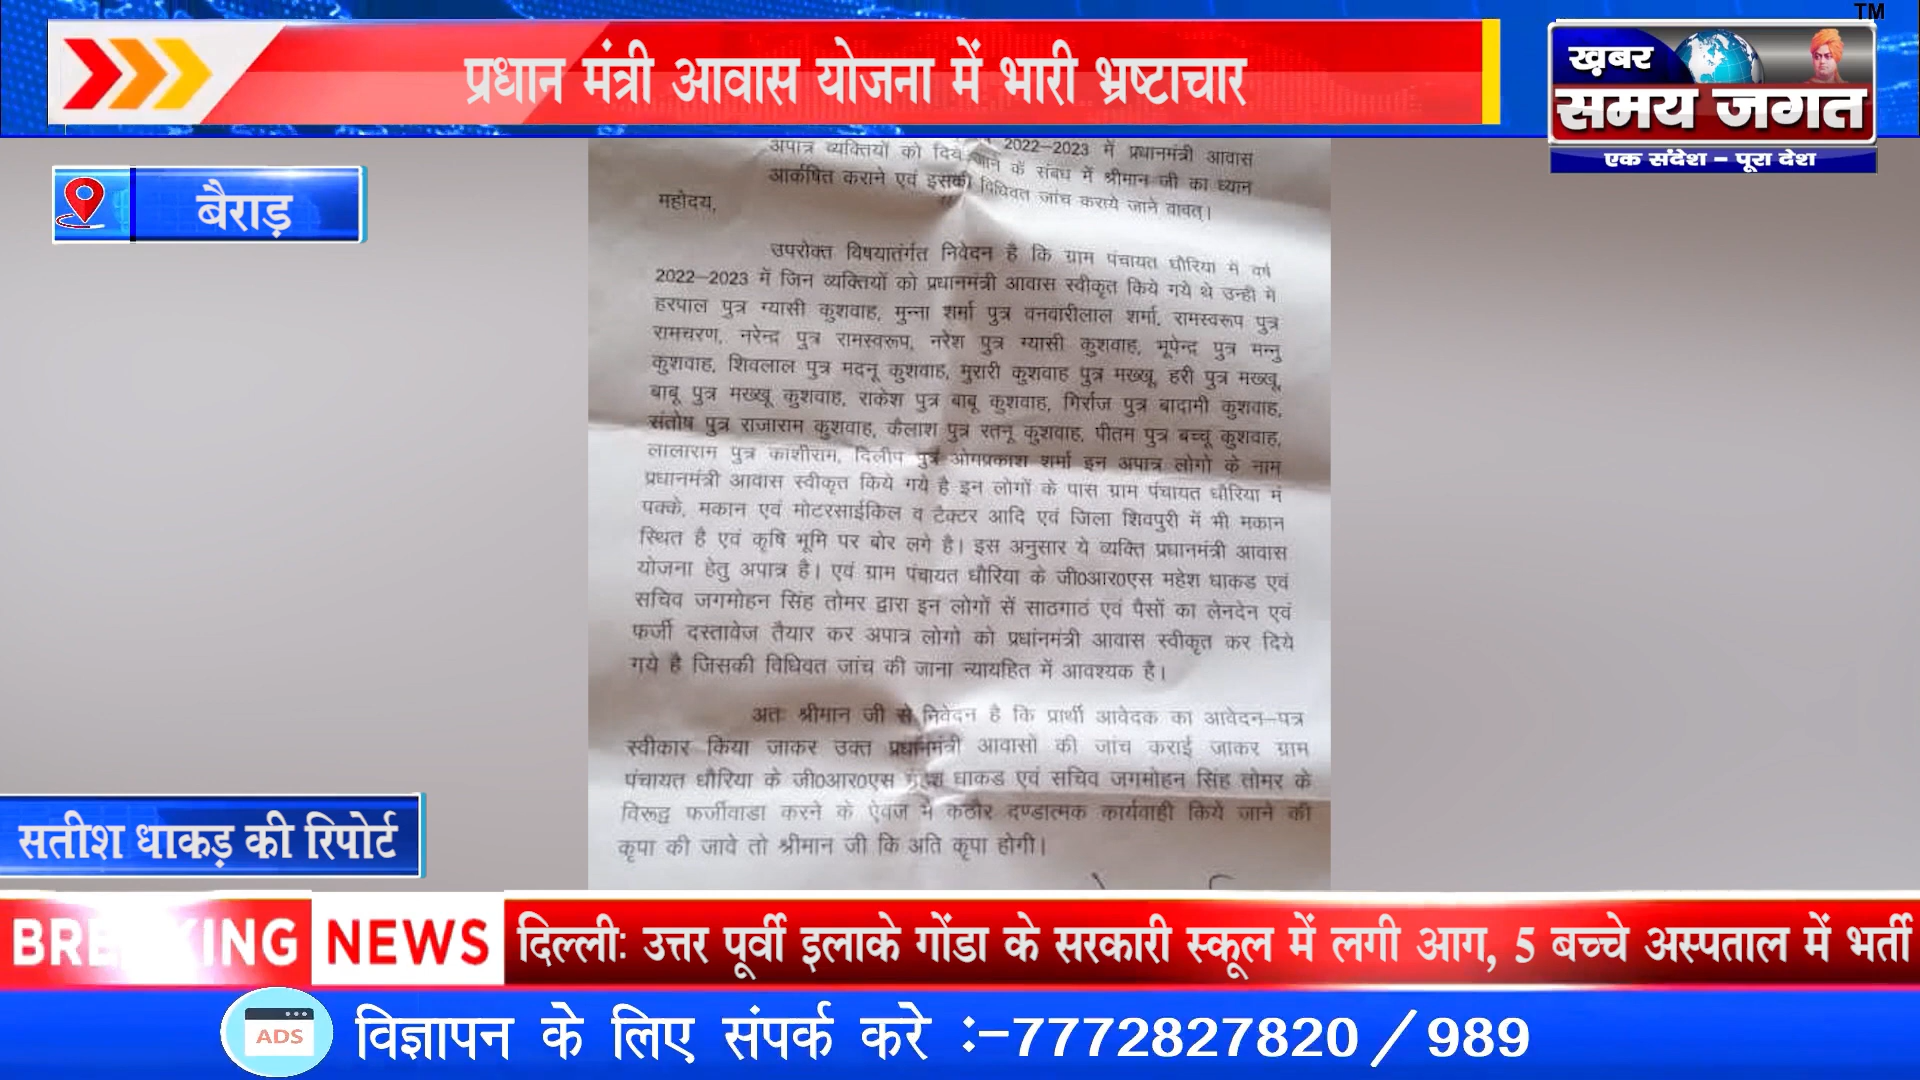 प्रधान मंत्री आवास योजना में भारी भ्रष्टाचार
TM
ख़बर
समय जगत
एक संदेश - पूरा देश
बैराड़
अपात्र व्यक्तियों को दिये जाने के संबध में श्रीमान जी का ध्यान
2022-2023 में प्रधानमंत्री आवास
आर्कषित कराने एवं इसकी विधिवत जांच कराये जाने वावत्।
महोदय,
उपरोक्त विषयातंर्गत निवेदन है कि ग्राम पंचायत धौरिया में वर्ष
2022-2023 में जिन व्यक्तियों को प्रधानमंत्री आवास स्वीकृत किये गये थे उन्ही में
हरपाल पुत्र ग्यासी कुशवाह, मुन्ना शर्मा पुत्र वनवारीलाल शर्मा, रामस्वरूप पुत्र
रामचरण, नरेन्द्र पुत्र रामस्वरूप, नरेश पुत्र ग्यासी कुशवाह, भूपेन्द्र पुत्र मन्नु
कुशवाह, शिवलाल पुत्र मदनू कुशवाह, मुरारी कुशवाह पुत्र मख्खू, हरी पुत्र मख्खू,
बाबू पुत्र मख्खू कुशवाह, राकेश पुत्र बाबू कुशवाह, गिर्राज पुत्र बादामी कुशवाह,
संतोष पुत्र राजाराम कुशवाह, कैलाश पुत्र रतनू कुशवाह, पीतम पुत्र बच्चू कुशवाह,
लालाराम पुत्र काशीराम, दिलीप पुत्र ओमप्रकाश शर्मा इन अपात्र लोगो के नाम
प्रधानमंत्री आवास स्वीकृत किये गये है इन लोगों के पास ग्राम पंचायत धौरिया में
पक्के, मकान एवं मोटरसाईकिल व टैक्टर आदि एवं जिला शिवपुरी में भी मकान
स्थित है एवं कृषि भूमि पर बोर लगे है। इस अनुसार ये व्यक्ति प्रधानमंत्री आवास
योजना हेतु अपात्र है। एवं ग्राम पंचायत धौरिया के जी0आर0एस महेश धाकड एवं
सचिव जगमोहन सिंह तोमर द्वारा इन लोगों सें साठगाठं एवं पैसों का लेनदेन एवं
फर्जी दस्तावेज तैयार कर अपात्र लोगो को प्रधांनमंत्री आवास स्वीकृत कर दिये
गये है जिसकी विधिवत जांच की जाना न्यायहित में आवश्यक है।
अतः श्रीमान जी से निवेदन है कि प्रार्थी आवेदक का आवेदन-पत्र
स्वीकार किया जाकर उक्त प्रधानमंत्री आवासों की जांच कराई जाकर ग्राम
पंचायत धौरिया के जी0आर0एस महेश धाकड एवं सचिव जगमोहन सिंह तोमर के
विरूद्व फर्जीवाडा करने के ऐवज में कठोर दण्डात्मक कार्यवाही किये जाने की
कृपा की जावे तो श्रीमान जी कि अति कृपा होगी।
सतीश धाकड़ की रिपोर्ट
BREAKING NEWS
दिल्ली: उत्तर पूर्वी इलाके गोंडा के सरकारी स्कूल में लगी आग, 5 बच्चे अस्पताल में भर्ती
ADS
विज्ञापन के लिए संपर्क करे :-7772827820/989